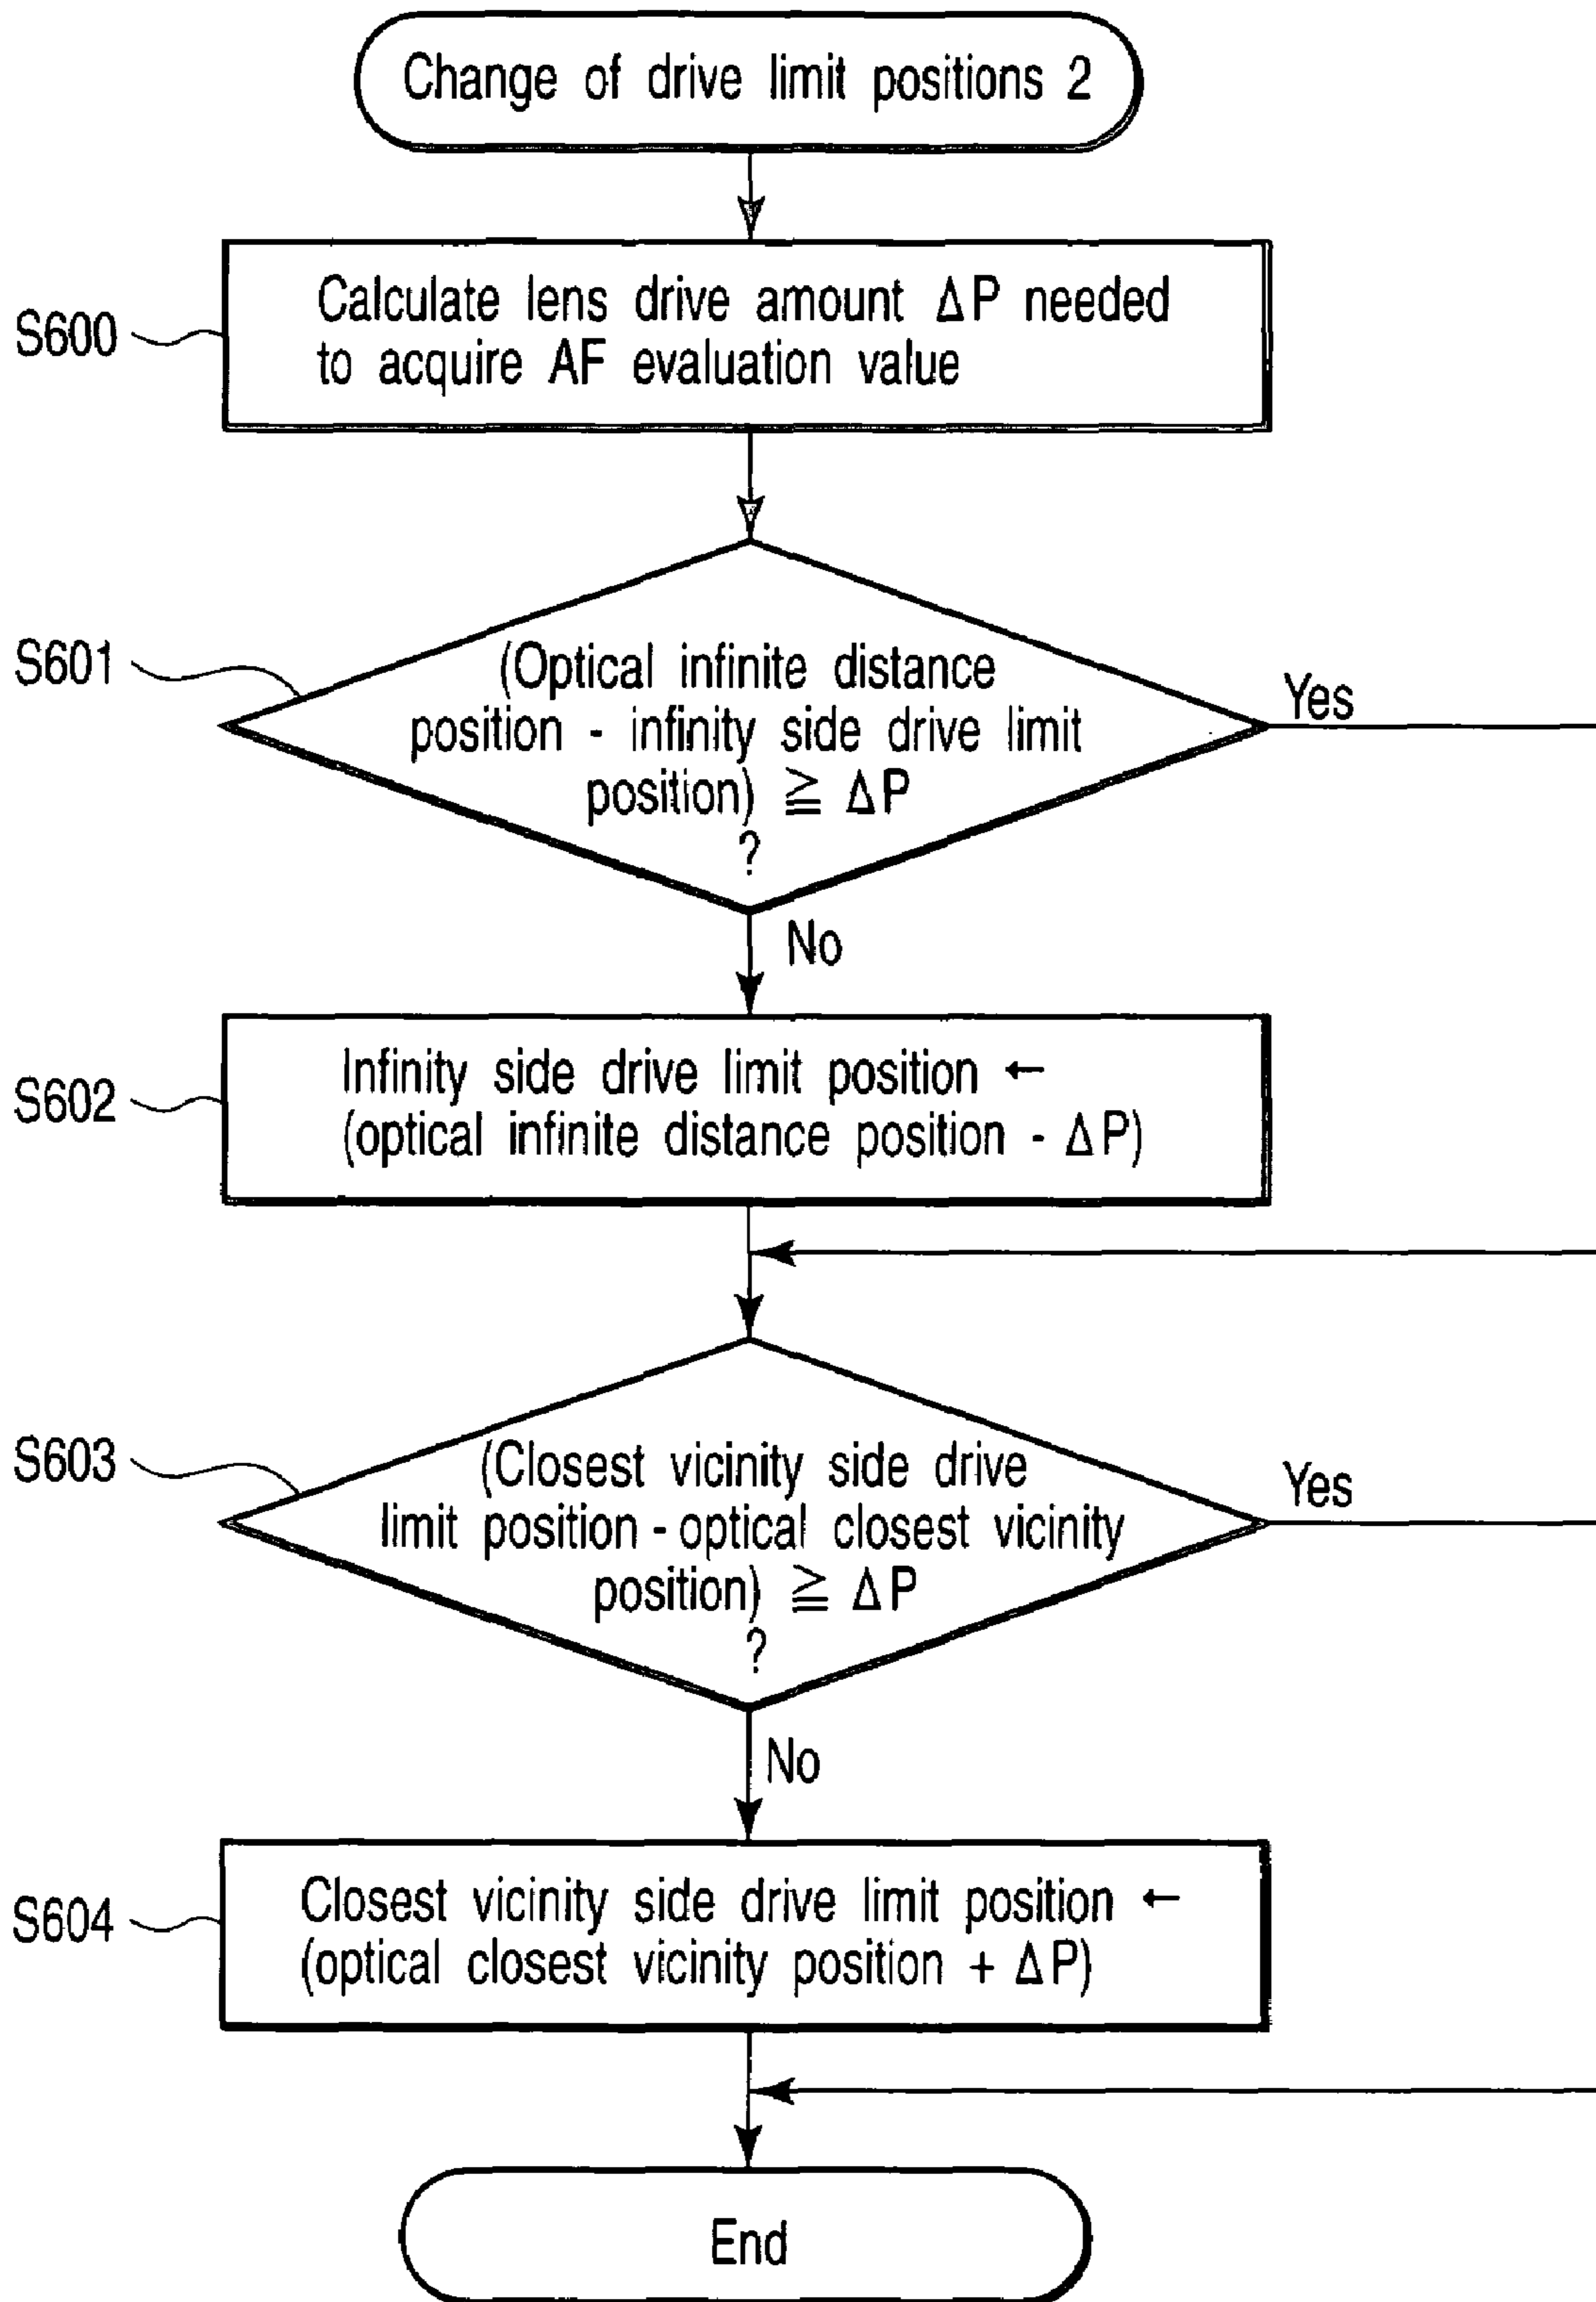 Change of drive limit positions 2
S600
Calculate lens drive amount ΔP needed
to acquire AF evaluation value
S601
(Optical infinite distance
position - infinity side drive limit
position) ≧ ΔP
?
Yes
No
S602
Infinity side drive limit position ←
(optical infinite distance position - ΔP)
S603
(Closest vicinity side drive
limit position - optical closest vicinity
position) ≧ ΔP
?
Yes
No
S604
Closest vicinity side drive limit position ←
(optical closest vicinity position + ΔP)
End